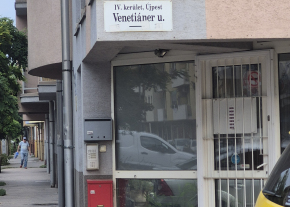 IV. kerület, Újpest
Venetiáner u.